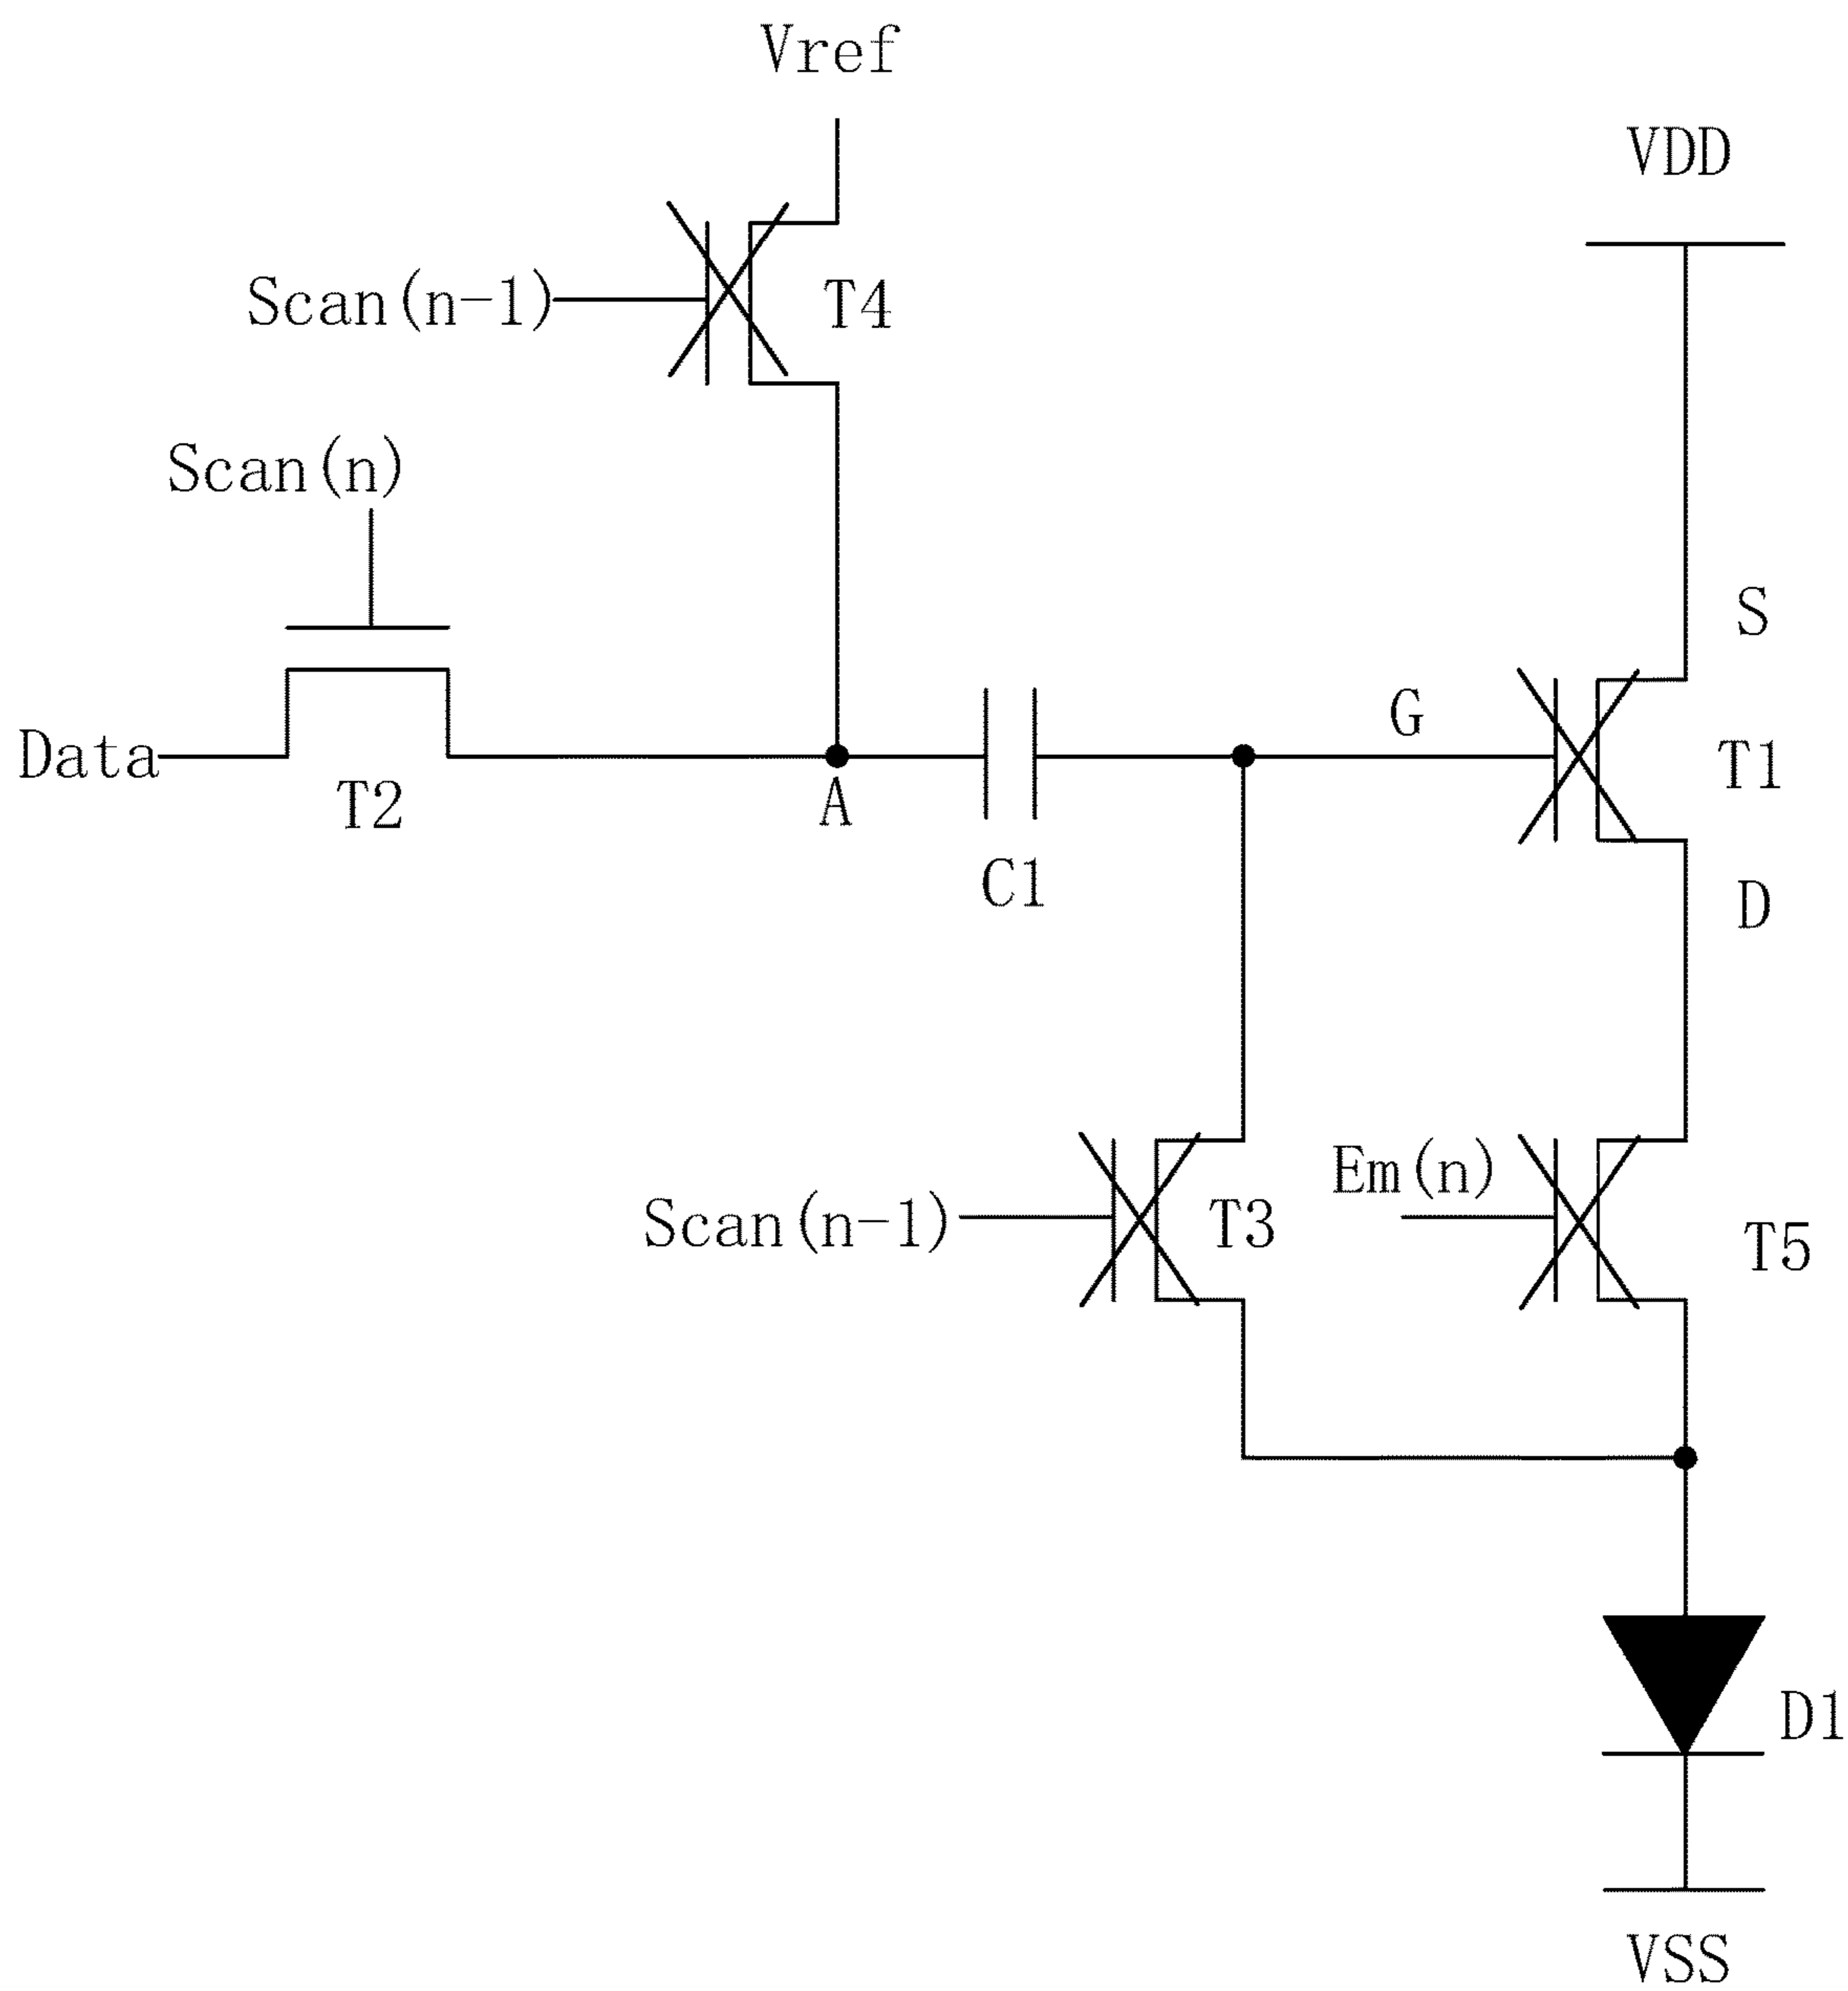 Vref
VDD
Scan(n-1)
T4
Scan(n)
S
G
Data
T2
A
T1
C1
D
Em(n)
Scan(n-1)
T3
T5
D1
VSS